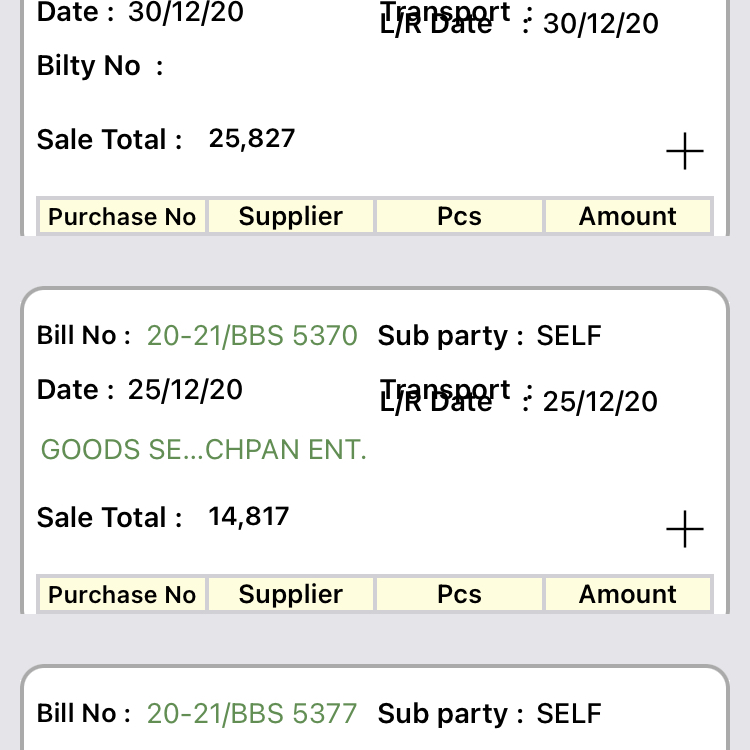 Date : 30/12/20 Transport :
L/R Date : 30/12/20
Bilty No :
Sale Total : 25,827
Purchase No Supplier Pcs Amount
Bill No : 20-21/BBS 5370 Sub party : SELF
Date : 25/12/20 Transport :
L/R Date : 25/12/20
GOODS SE...CHPAN ENT.
Sale Total : 14,817
Purchase No Supplier Pcs Amount
Bill No : 20-21/BBS 5377 Sub party : SELF